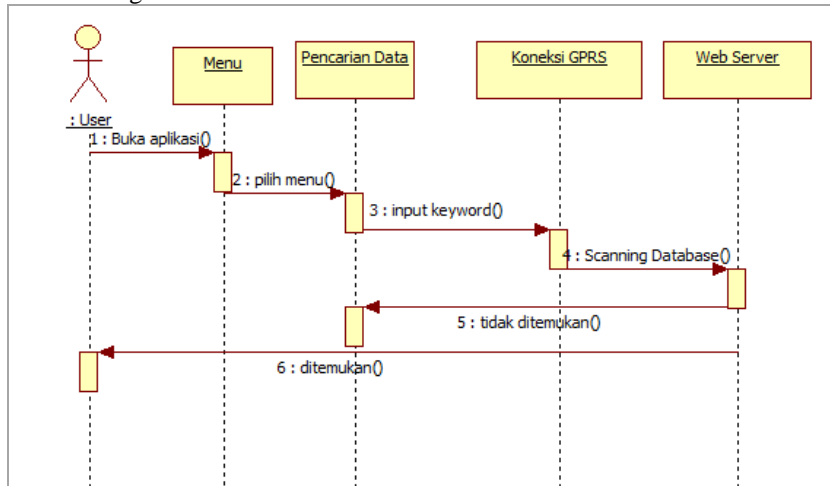 Menu
Pencarian Data
Koneksi GPRS
Web Server
: User
1 : Buka aplikasi()
2 : pilih menu()
3 : input keyword()
4 : Scanning Database()
5 : tidak ditemukan()
6 : ditemukan()